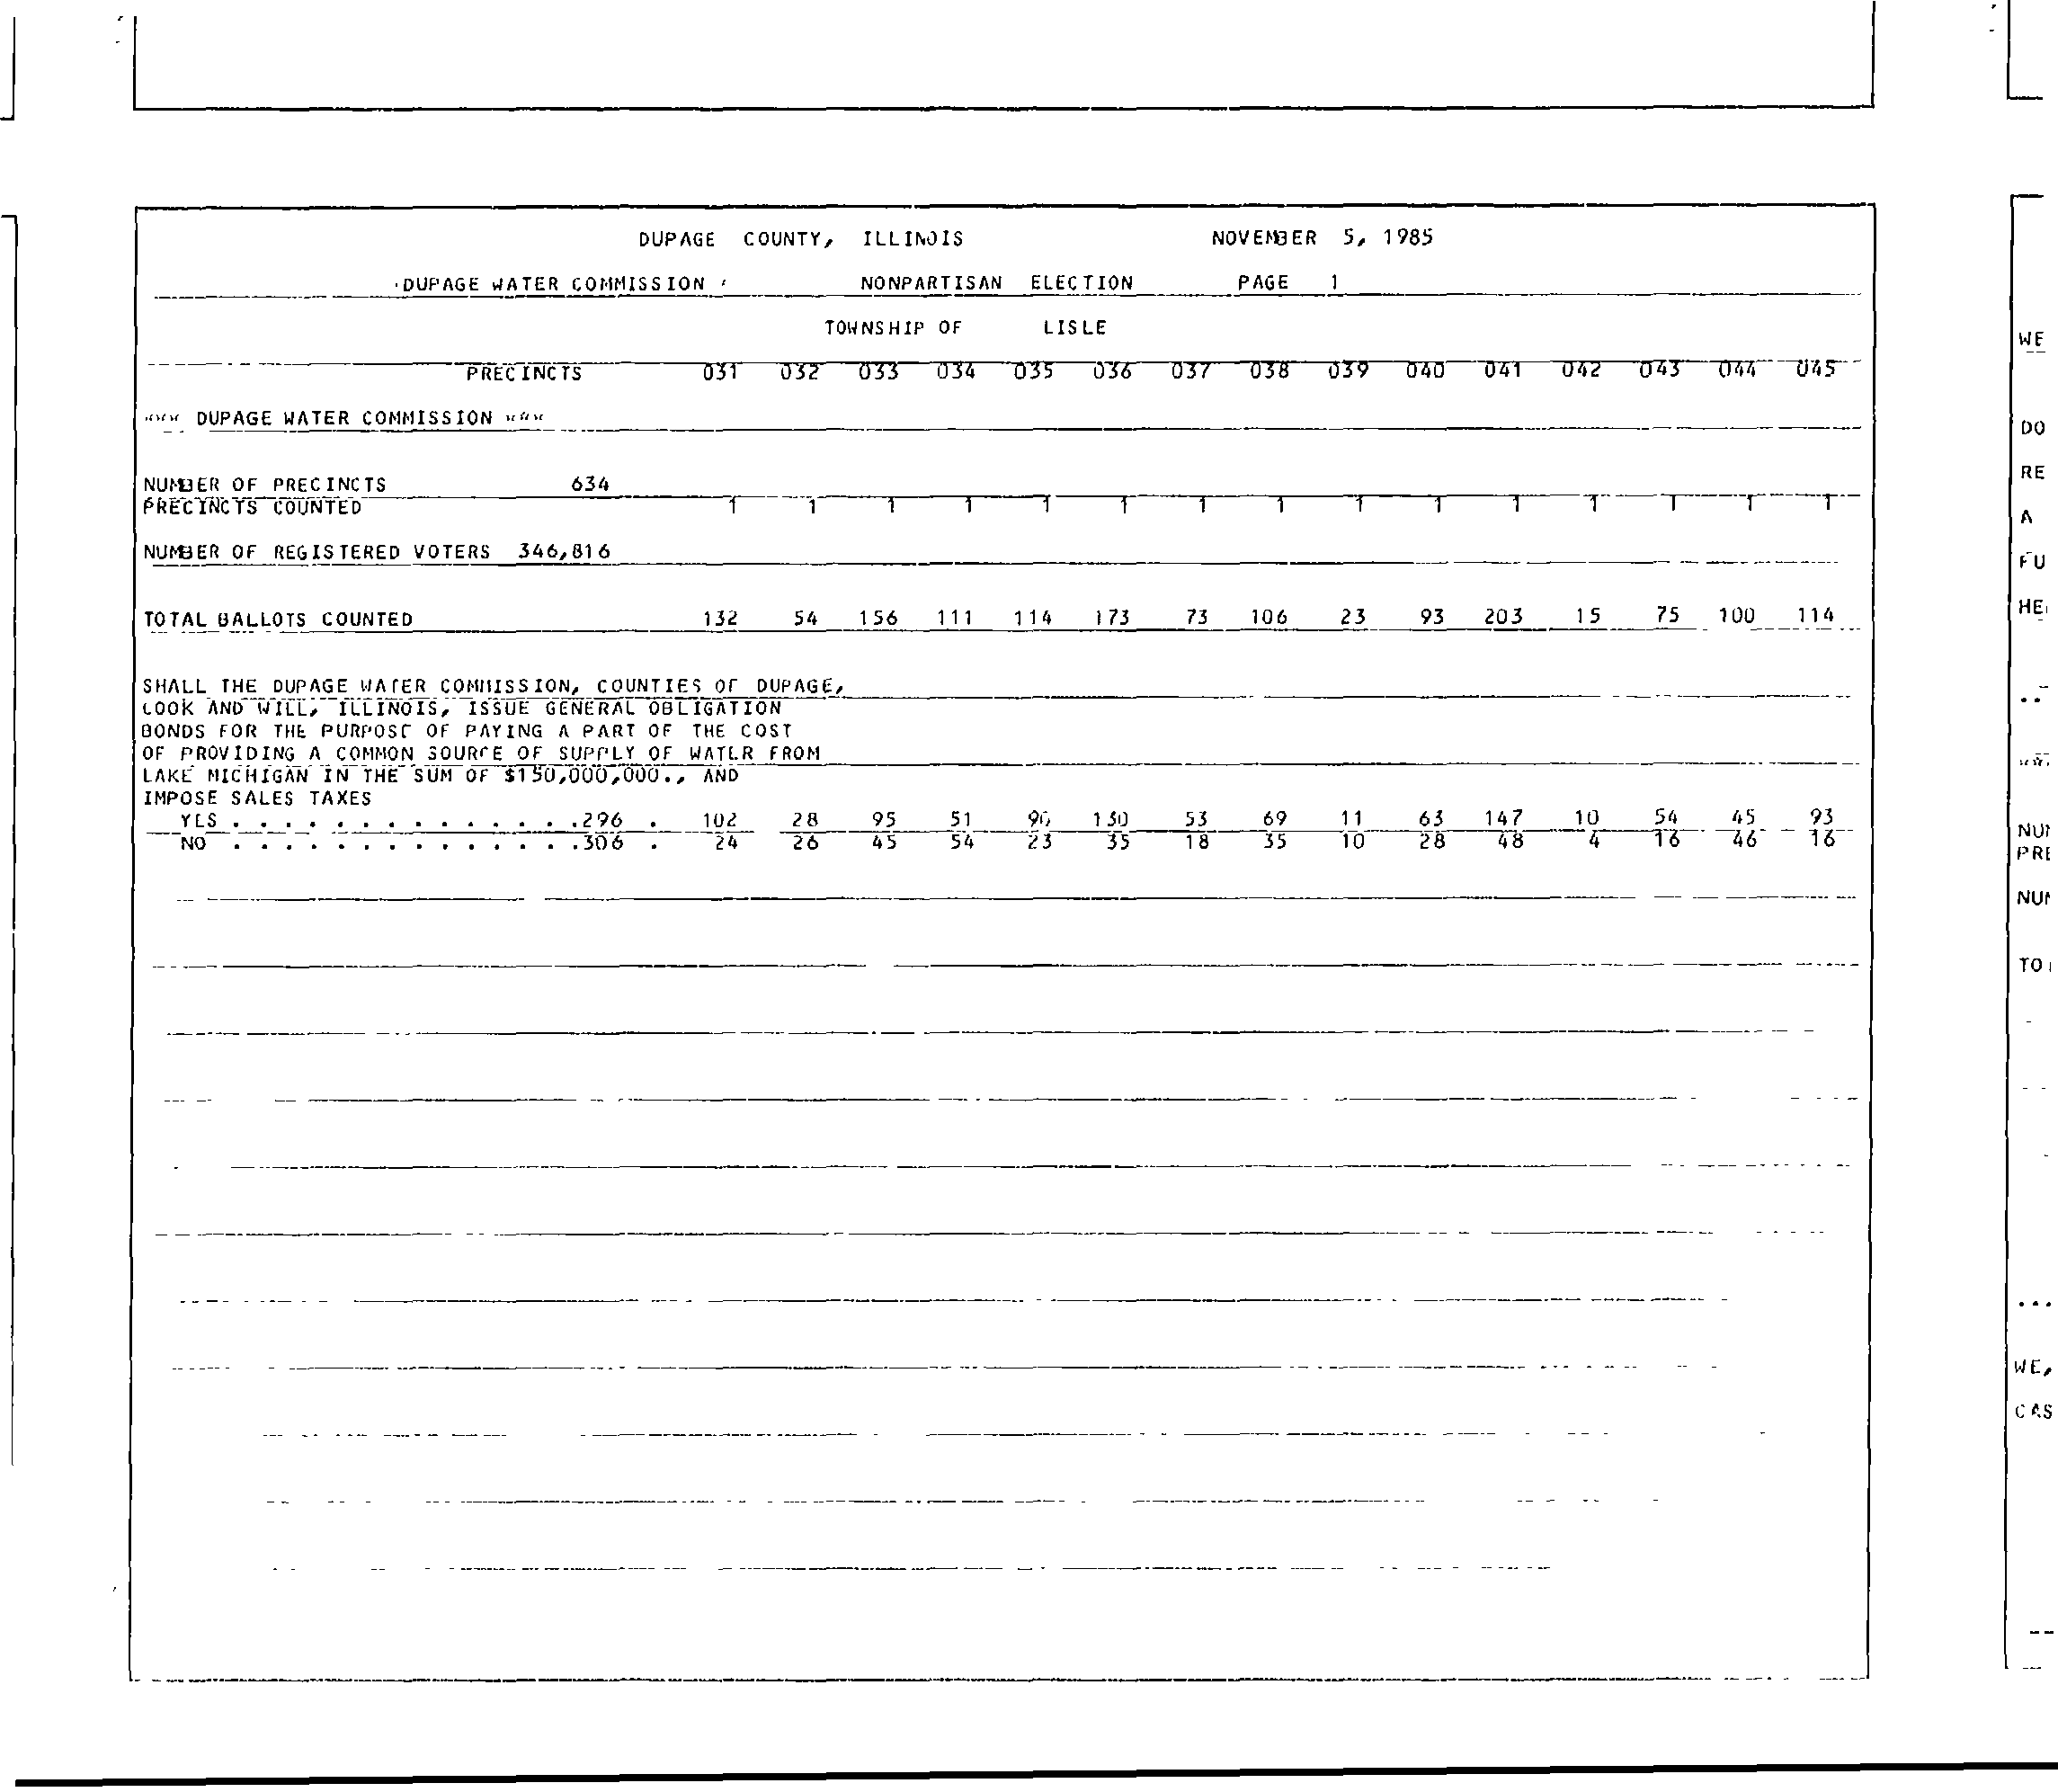 DUPAGE COUNTY, ILLINOIS NOVEMBER 5, 1985
DUPAGE WATER COMMISSION NONPARTISAN ELECTION PAGE 1
TOWNSHIP OF LISLE
PRECINCTS 031 032 033 034 035 036 037 038 039 040 041 042 043 044 045
*** DUPAGE WATER COMMISSION ***
NUMBER OF PRECINCTS 634
PRECINCTS COUNTED 1 1 1 1 1 1 1 1 1 1 1 1 1 1 1
NUMBER OF REGISTERED VOTERS 346,816
TOTAL BALLOTS COUNTED 132 54 156 111 114 173 73 106 23 93 203 15 75 100 114
SHALL THE DUPAGE WATER COMMISSION, COUNTIES OF DUPAGE,
COOK AND WILL, ILLINOIS, ISSUE GENERAL OBLIGATION
BONDS FOR THE PURPOSE OF PAYING A PART OF THE COST
OF PROVIDING A COMMON SOURCE OF SUPPLY OF WATER FROM
LAKE MICHIGAN IN THE SUM OF $150,000,000., AND
IMPOSE SALES TAXES
YES . . . . . . . . . . . . . .296 . 102 28 95 51 90 130 53 69 11 63 147 10 54 45 93
NO . . . . . . . . . . . . . .306 . 24 26 45 54 23 35 18 35 10 28 48 4 16 46 16
WE
DO
RE
A
FU
HE
NUM
PRE
NUM
TO
WE,
CAS